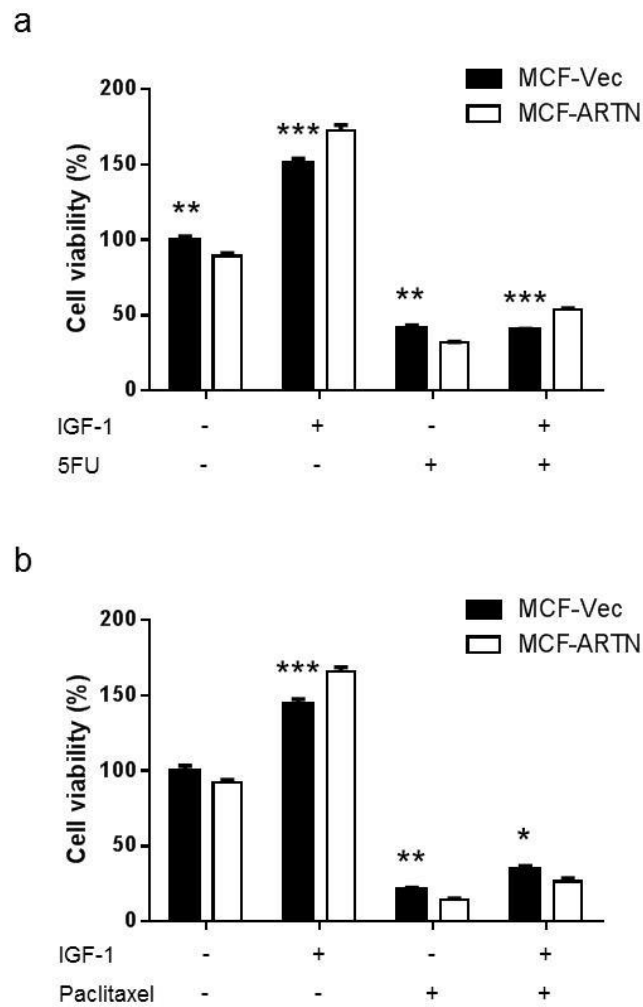 a
MCF-Vec
MCF-ARTN
Cell viability (%)
200
150
100
50
0
**
***
**
***
IGF-1 - + - +
5FU - - + +
b
MCF-Vec
MCF-ARTN
Cell viability (%)
200
150
100
50
0
***
**
*
IGF-1 - + - +
Paclitaxel - - + +